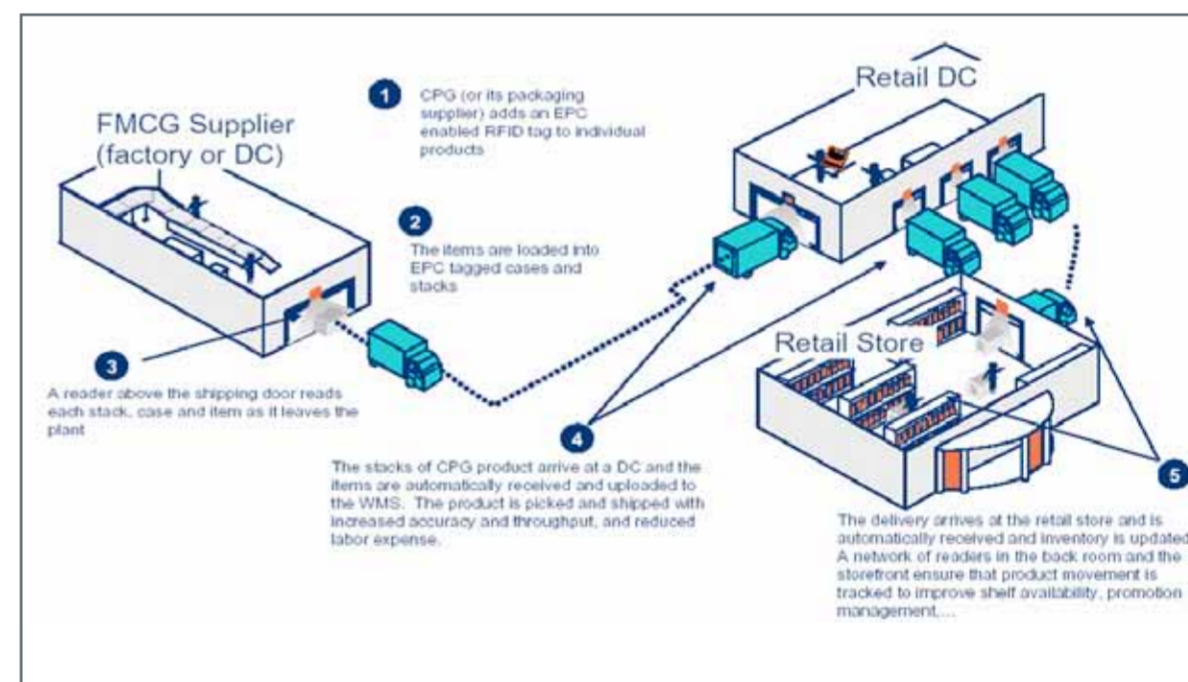 FMCG Supplier
(factory or DC)
1
CPG (or its packaging
supplier) adds an EPC
enabled RFID tag to individual
products
2
The items are loaded into
EPC tagged cases and
stacks
3
A reader above the shipping door reads
each stack, case and item as it leaves the
plant
Retail DC
4
The stacks of CPG product arrive at a DC and the
items are automatically received and uploaded to
the WMS. The product is picked and shipped with
increased accuracy and throughput, and reduced
labor expense.
Retail Store
5
The delivery arrives at the retail store and is
automatically received and inventory is updated
A network of readers in the back room and the
storefront ensure that product movement is
tracked to improve shelf availability, promotion
management,...